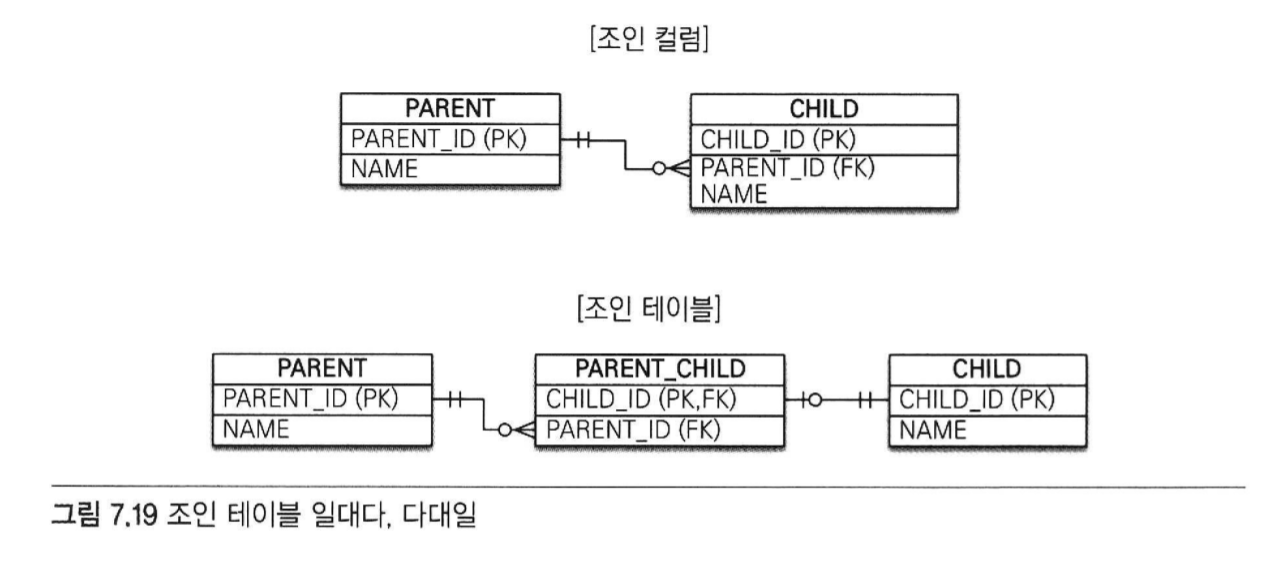 [조인 컬럼]
PARENT
PARENT_ID (PK)
NAME
CHILD
CHILD_ID (PK)
PARENT_ID (FK)
NAME
[조인 테이블]
PARENT
PARENT_ID (PK)
NAME
PARENT_CHILD
CHILD_ID (PK,FK)
PARENT_ID (FK)
CHILD
CHILD_ID (PK)
NAME
그림 7.19 조인 테이블 일대다, 다대일